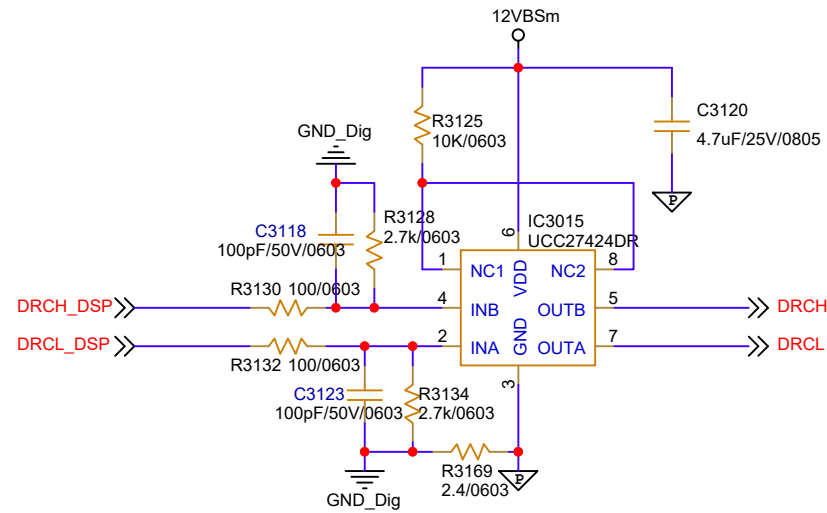 12VBSm
R3125
10K/0603
C3120
4.7uF/25V/0805
P
GND_Dig
C3118
100pF/50V/0603
R3128
2.7k/0603
IC3015
UCC27424DR
6
1
NC1
VDD
NC2
8
DRCH_DSP
R3130 100/0603
4
INB
OUTB
5
DRCH
DRCL_DSP
R3132 100/0603
2
INA
GND
OUTA
7
DRCL
3
C3123
100pF/50V/0603
R3134
2.7k/0603
R3169
2.4/0603
P
GND_Dig